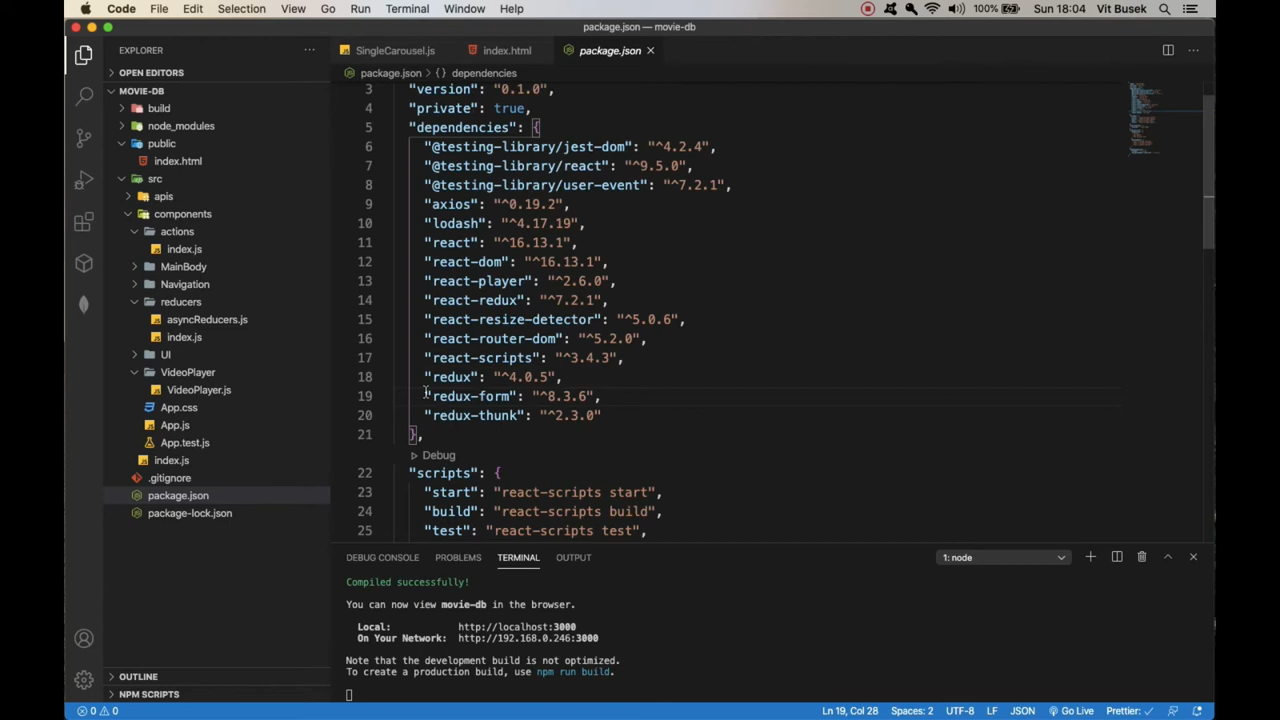 Code File Edit Selection View Go Run Terminal Window Help 100% Sun 18:04 Vit Busek
package.json — movie-db
EXPLORER
OPEN EDITORS
MOVIE-DB
build
node_modules
public
index.html
src
apis
components
actions
index.js
MainBody
Navigation
reducers
asyncReducers.js
index.js
UI
VideoPlayer
VideoPlayer.js
App.css
App.js
App.test.js
index.js
.gitignore
package.json
package-lock.json
OUTLINE
NPM SCRIPTS
SingleCarousel.js index.html package.json
package.json > {} dependencies
3 "version": "0.1.0",
4 "private": true,
5 "dependencies": {
6 "@testing-library/jest-dom": "^4.2.4",
7 "@testing-library/react": "^9.5.0",
8 "@testing-library/user-event": "^7.2.1",
9 "axios": "^0.19.2",
10 "lodash": "^4.17.19",
11 "react": "^16.13.1",
12 "react-dom": "^16.13.1",
13 "react-player": "^2.6.0",
14 "react-redux": "^7.2.1",
15 "react-resize-detector": "^5.0.6",
16 "react-router-dom": "^5.2.0",
17 "react-scripts": "^3.4.3",
18 "redux": "^4.0.5",
19 "redux-form": "^8.3.6",
20 "redux-thunk": "^2.3.0"
21 },
Debug
22 "scripts": {
23 "start": "react-scripts start",
24 "build": "react-scripts build",
25 "test": "react-scripts test",
DEBUG CONSOLE PROBLEMS TERMINAL OUTPUT 1: node
Compiled successfully!
You can now view movie-db in the browser.
Local: http://localhost:3000
On Your Network: http://192.168.0.246:3000
Note that the development build is not optimized.
To create a production build, use npm run build.
0 0 Ln 19, Col 28 Spaces: 2 UTF-8 LF JSON Go Live Prettier: ✓